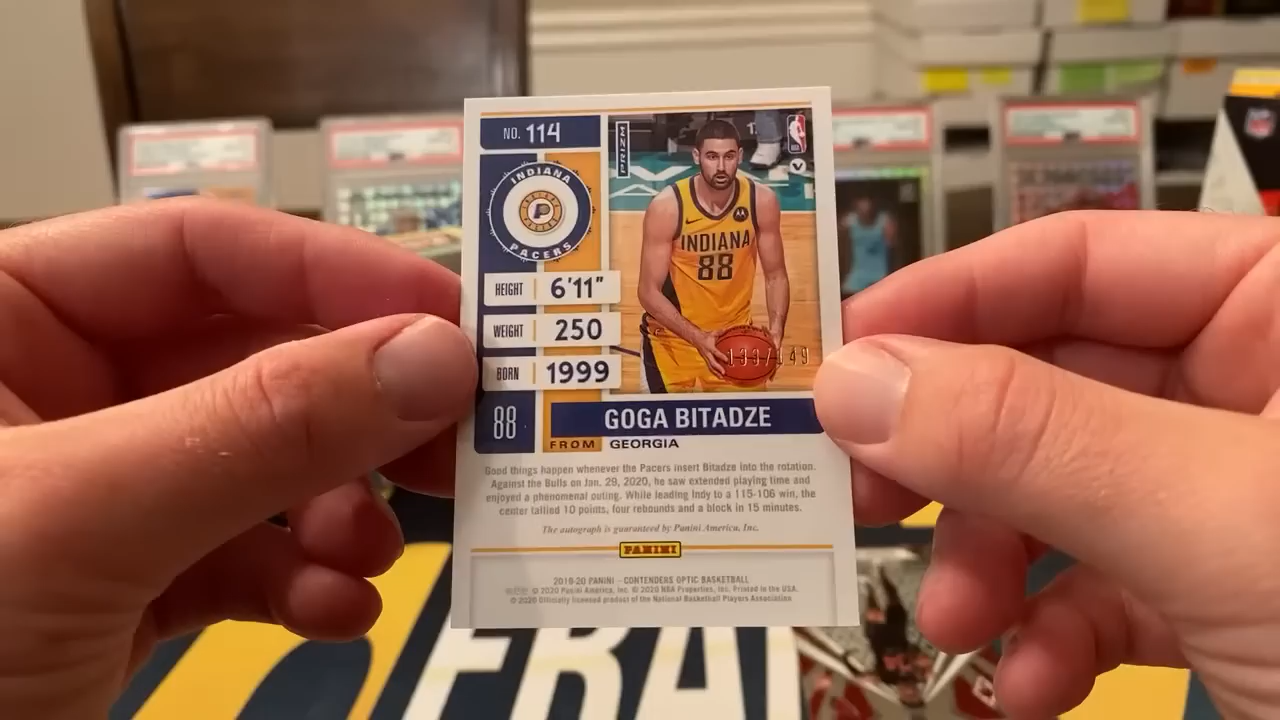 NO. 114
PRIZM
INDIANA
PACERS
HEIGHT 6'11"
WEIGHT 250
BORN 1999
INDIANA
88
88
GOGA BITADZE
FROM GEORGIA
Good things happen whenever the Pacers insert Bitadze into the rotation.
Against the Bulls on Jan. 29, 2020, he saw extended playing time and
enjoyed a phenomenal outing. While leading Indy to a 115-106 win, the
center tallied 10 points, four rebounds and a block in 15 minutes.
The autograph is guaranteed by Panini America, Inc.
PANINI
2019-20 PANINI - CONTENDERS OPTIC BASKETBALL
© 2020 Panini America, Inc. © 2020 NBA Properties, Inc. Printed in the USA.
© 2020 Officially licensed product of the National Basketball Players Association